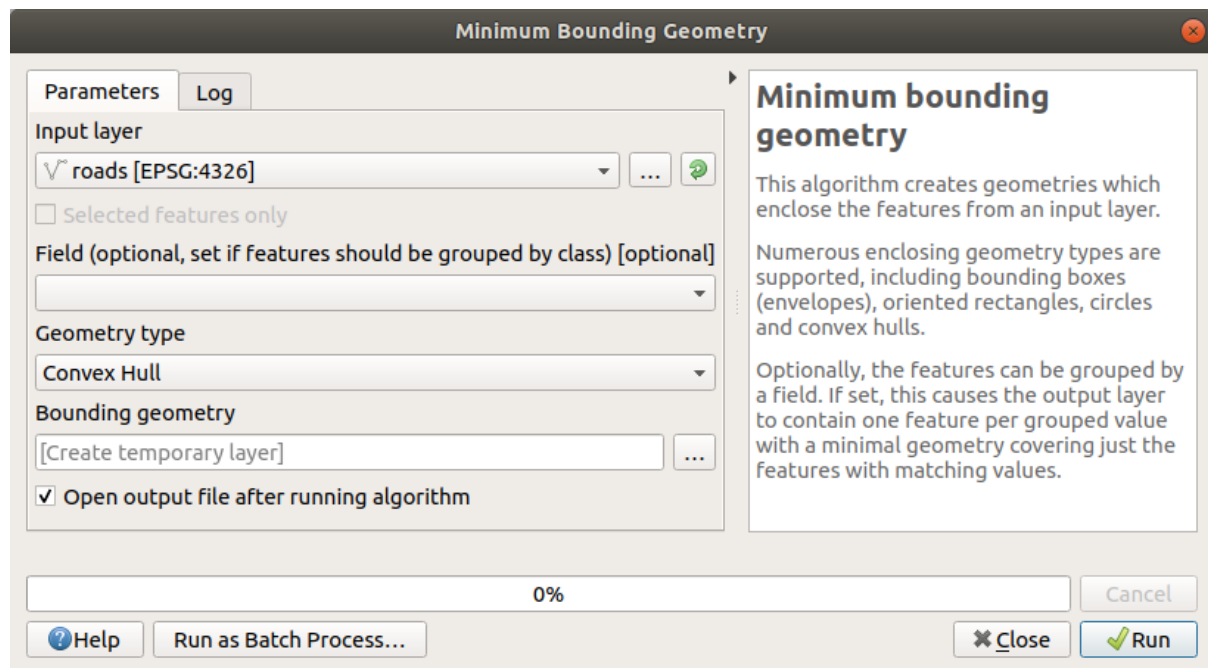 Minimum Bounding Geometry
Parameters
Log
Input layer
roads [EPSG:4326]
...
Selected features only
Field (optional, set if features should be grouped by class) [optional]
Geometry type
Convex Hull
Bounding geometry
[Create temporary layer]
...
Open output file after running algorithm
Minimum bounding
geometry
This algorithm creates geometries which
enclose the features from an input layer.
Numerous enclosing geometry types are
supported, including bounding boxes
(envelopes), oriented rectangles, circles
and convex hulls.
Optionally, the features can be grouped by
a field. If set, this causes the output layer
to contain one feature per grouped value
with a minimal geometry covering just the
features with matching values.
0%
Cancel
Help
Run as Batch Process...
Close
Run